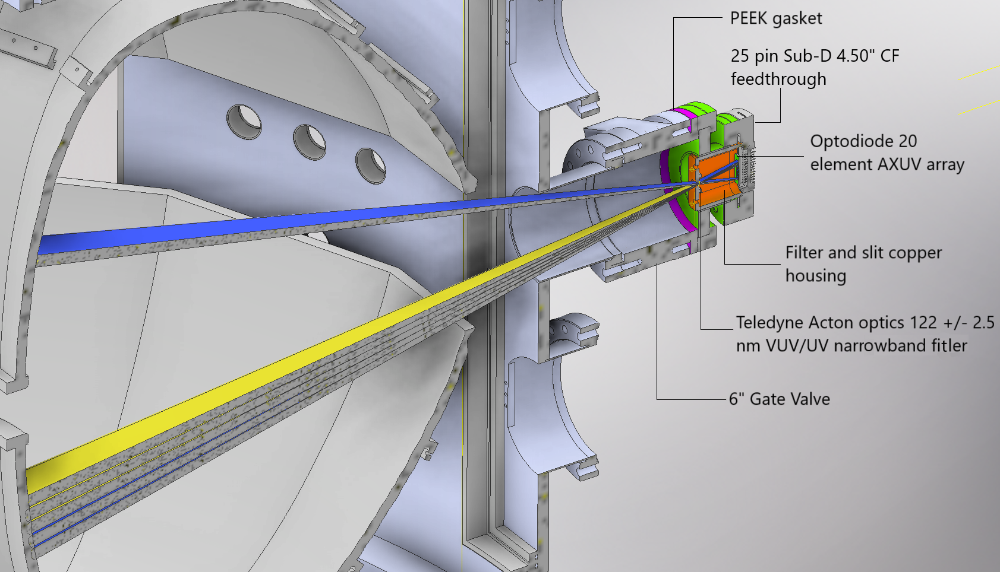 PEEK gasket
25 pin Sub-D 4.50" CF
feedthrough
Optodiode 20
element AXUV array
Filter and slit copper
housing
Teledyne Acton optics 122 +/- 2.5
nm VUV/UV narrowband fitler
6" Gate Valve